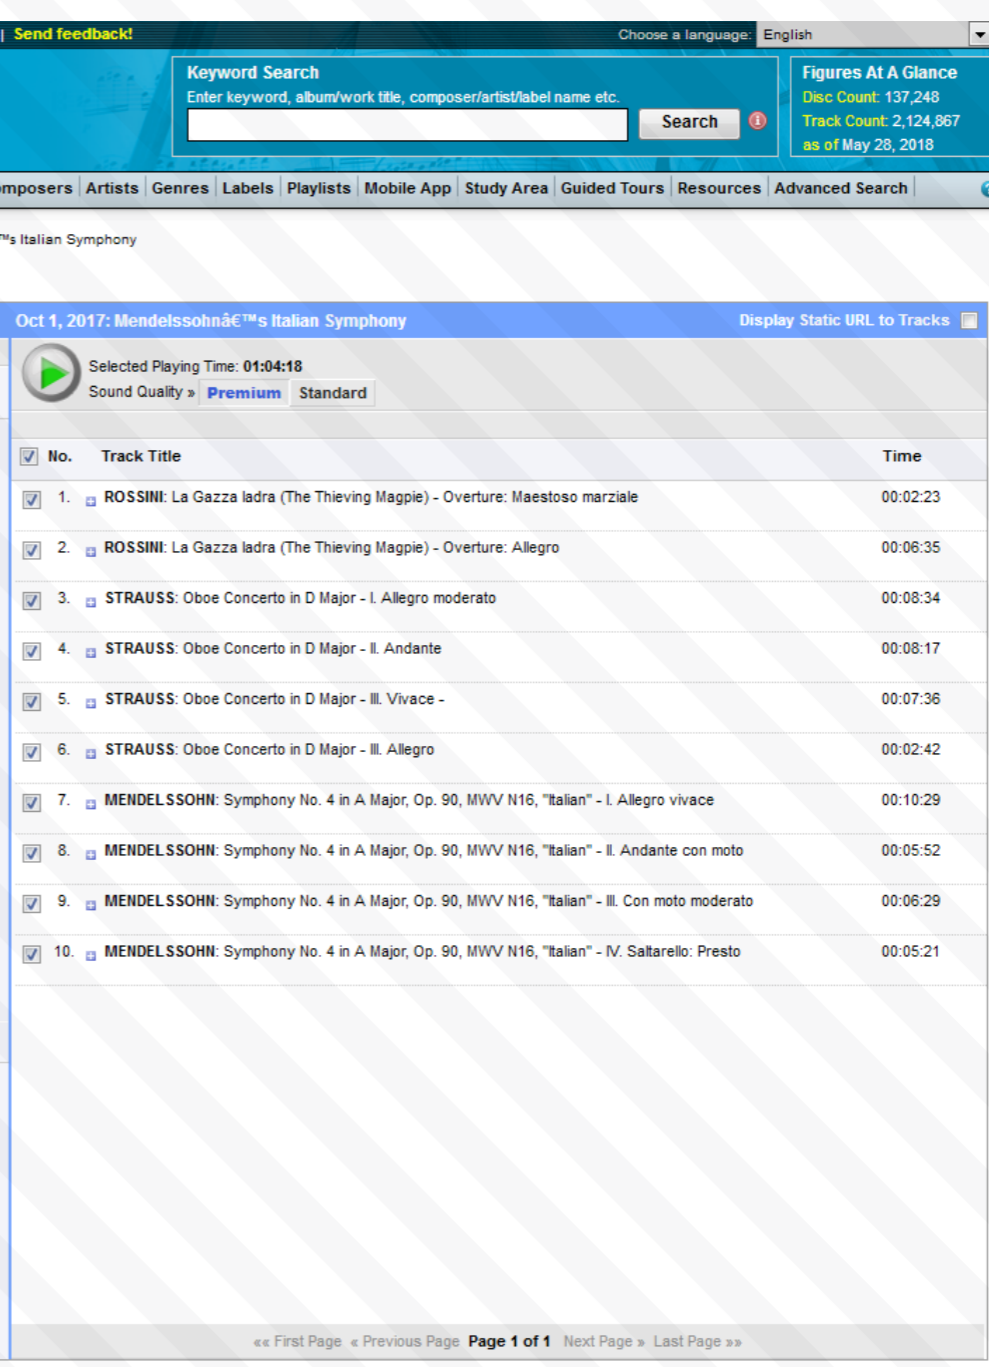 | Send feedback!
Choose a language: English
Keyword Search
Enter keyword, album/work title, composer/artist/label name etc.
Search
Figures At A Glance
Disc Count: 137,248
Track Count: 2,124,867
as of May 28, 2018
mposers Artists Genres Labels Playlists Mobile App Study Area Guided Tours Resources Advanced Search
™s Italian Symphony
Oct 1, 2017: Mendelssohnâ€™s Italian Symphony Display Static URL to Tracks
Selected Playing Time: 01:04:18
Sound Quality » Premium Standard
No. Track Title Time
1. ROSSINI: La Gazza ladra (The Thieving Magpie) - Overture: Maestoso marziale 00:02:23
2. ROSSINI: La Gazza ladra (The Thieving Magpie) - Overture: Allegro 00:06:35
3. STRAUSS: Oboe Concerto in D Major - I. Allegro moderato 00:08:34
4. STRAUSS: Oboe Concerto in D Major - II. Andante 00:08:17
5. STRAUSS: Oboe Concerto in D Major - III. Vivace - 00:07:36
6. STRAUSS: Oboe Concerto in D Major - III. Allegro 00:02:42
7. MENDELSSOHN: Symphony No. 4 in A Major, Op. 90, MWV N16, "Italian" - I. Allegro vivace 00:10:29
8. MENDELSSOHN: Symphony No. 4 in A Major, Op. 90, MWV N16, "Italian" - II. Andante con moto 00:05:52
9. MENDELSSOHN: Symphony No. 4 in A Major, Op. 90, MWV N16, "Italian" - III. Con moto moderato 00:06:29
10. MENDELSSOHN: Symphony No. 4 in A Major, Op. 90, MWV N16, "Italian" - IV. Saltarello: Presto 00:05:21
«« First Page « Previous Page Page 1 of 1 Next Page » Last Page »»